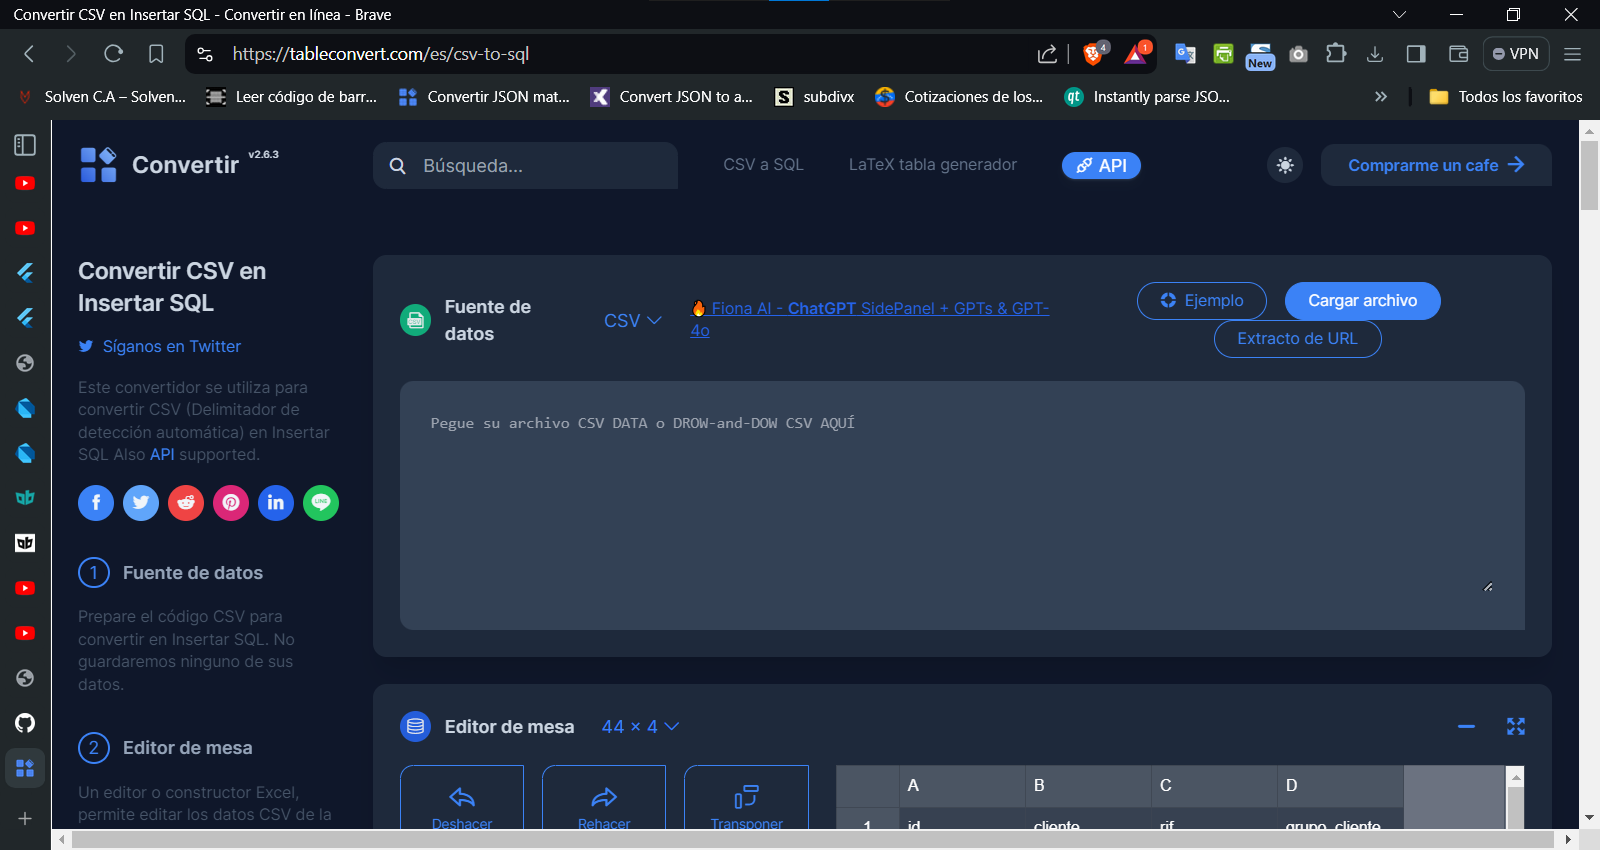 Convertir CSV en Insertar SQL - Convertir en línea - Brave
https://tableconvert.com/es/csv-to-sql
4
1
New
VPN
Solven C.A – Solven...
Leer código de barr...
Convertir JSON mat...
Convert JSON to a...
subdivx
Cotizaciones de los...
qt
Instantly parse JSO...
Todos los favoritos
Convertir v2.6.3
Búsqueda...
CSV a SQL
LaTeX tabla generador
API
Comprarme un cafe
Convertir CSV en
Insertar SQL
Síganos en Twitter
Este convertidor se utiliza para
convertir CSV (Delimitador de
detección automática) en Insertar
SQL Also API supported.
LINE
1 Fuente de datos
Prepare el código CSV para
convertir en Insertar SQL. No
guardaremos ninguno de sus
datos.
2 Editor de mesa
Un editor o constructor Excel,
permite editar los datos CSV de la
Fuente de
datos
CSV
Fiona AI - ChatGPT SidePanel + GPTs & GPT-
4o
Ejemplo
Cargar archivo
Extracto de URL
Pegue su archivo CSV DATA o DROW-and-DOW CSV AQUÍ
Editor de mesa
44 × 4
Deshacer
Rehacer
Transponer
A B C D
1 id cliente rif grupo_cliente